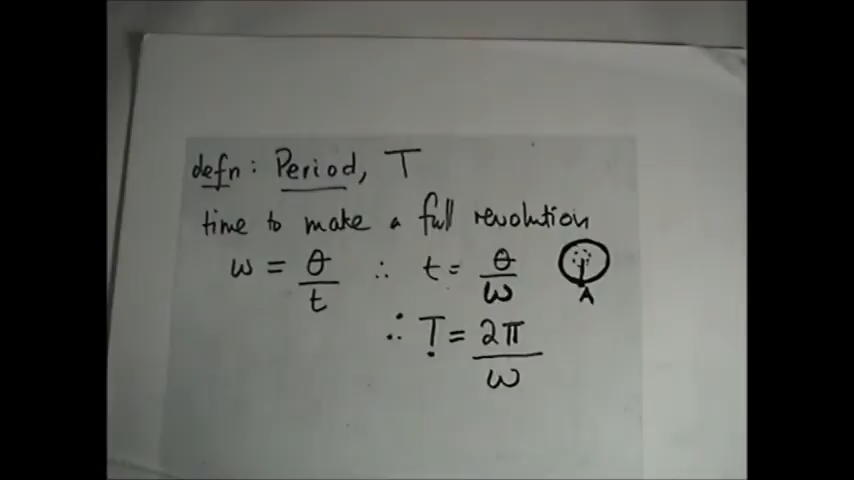 defn: Period, T
time to make a full revolution
ω = θ/t ∴ t = θ/ω
A
∴ T = 2π/ω